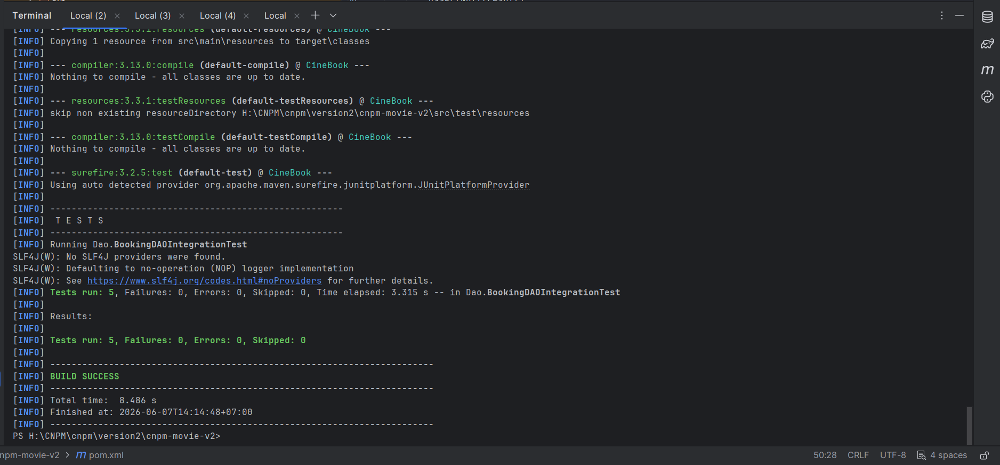 Terminal
Local (2)
Local (3)
Local (4)
Local
[INFO] --- resources:3.3.1:resources (default-resources) @ CineBook ---
[INFO] Copying 1 resource from src\main\resources to target\classes
[INFO]
[INFO] --- compiler:3.13.0:compile (default-compile) @ CineBook ---
[INFO] Nothing to compile - all classes are up to date.
[INFO]
[INFO] --- resources:3.3.1:testResources (default-testResources) @ CineBook ---
[INFO] skip non existing resourceDirectory H:\CNPM\cnpm\version2\cnpm-movie-v2\src\test\resources
[INFO]
[INFO] --- compiler:3.13.0:testCompile (default-testCompile) @ CineBook ---
[INFO] Nothing to compile - all classes are up to date.
[INFO]
[INFO] --- surefire:3.2.5:test (default-test) @ CineBook ---
[INFO] Using auto detected provider org.apache.maven.surefire.junitplatform.JUnitPlatformProvider
[INFO]
[INFO] -------------------------------------------------------
[INFO]  T E S T S
[INFO] -------------------------------------------------------
[INFO] Running Dao.BookingDAOIntegrationTest
SLF4J(W): No SLF4J providers were found.
SLF4J(W): Defaulting to no-operation (NOP) logger implementation
SLF4J(W): See https://www.slf4j.org/codes.html#noProviders for further details.
[INFO] Tests run: 5, Failures: 0, Errors: 0, Skipped: 0, Time elapsed: 3.315 s -- in Dao.BookingDAOIntegrationTest
[INFO]
[INFO] Results:
[INFO]
[INFO] Tests run: 5, Failures: 0, Errors: 0, Skipped: 0
[INFO]
[INFO] ------------------------------------------------------------------------
[INFO] BUILD SUCCESS
[INFO] ------------------------------------------------------------------------
[INFO] Total time:  8.486 s
[INFO] Finished at: 2026-06-07T14:14:48+07:00
[INFO] ------------------------------------------------------------------------
PS H:\CNPM\cnpm\version2\cnpm-movie-v2>
npm-movie-v2 > m pom.xml
50:28 CRLF UTF-8 4 spaces